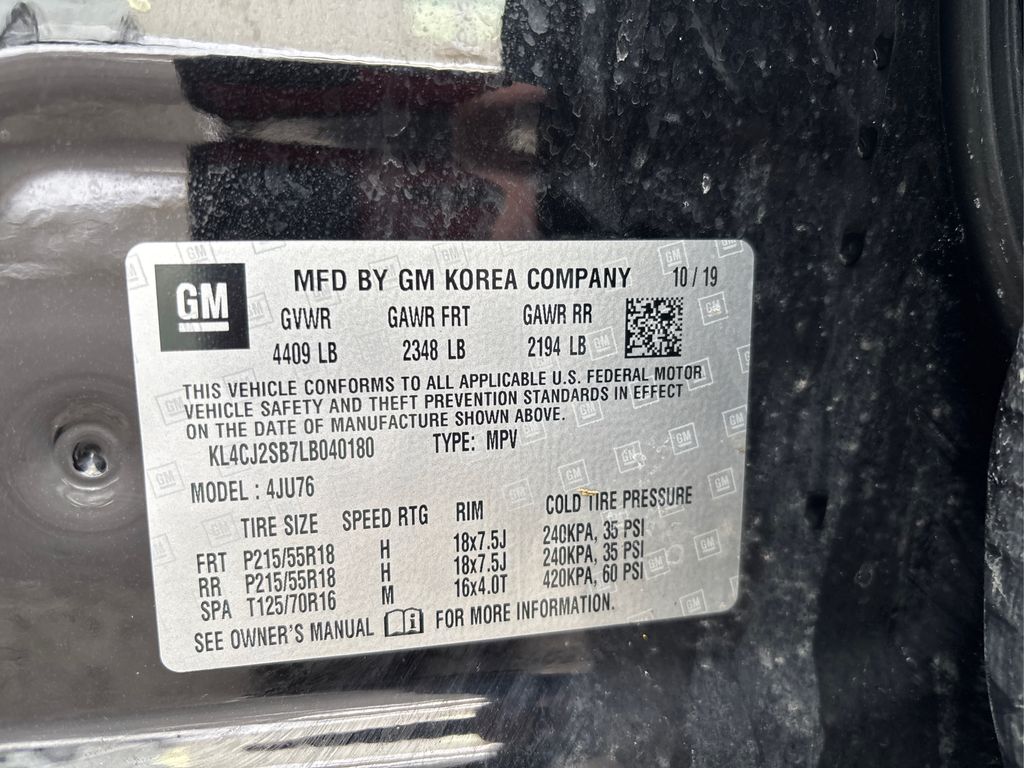 GM
MFD BY GM KOREA COMPANY 10 / 19
GVWR GAWR FRT GAWR RR
4409 LB 2348 LB 2194 LB
THIS VEHICLE CONFORMS TO ALL APPLICABLE U.S. FEDERAL MOTOR
VEHICLE SAFETY AND THEFT PREVENTION STANDARDS IN EFFECT
ON THE DATE OF MANUFACTURE SHOWN ABOVE.
KL4CJ2SB7LB040180 TYPE: MPV
MODEL : 4JU76
TIRE SIZE SPEED RTG RIM COLD TIRE PRESSURE
FRT P215/55R18 H 18x7.5J 240KPA, 35 PSI
RR P215/55R18 H 18x7.5J 240KPA, 35 PSI
SPA T125/70R16 M 16x4.0T 420KPA, 60 PSI
SEE OWNER'S MANUAL i FOR MORE INFORMATION.